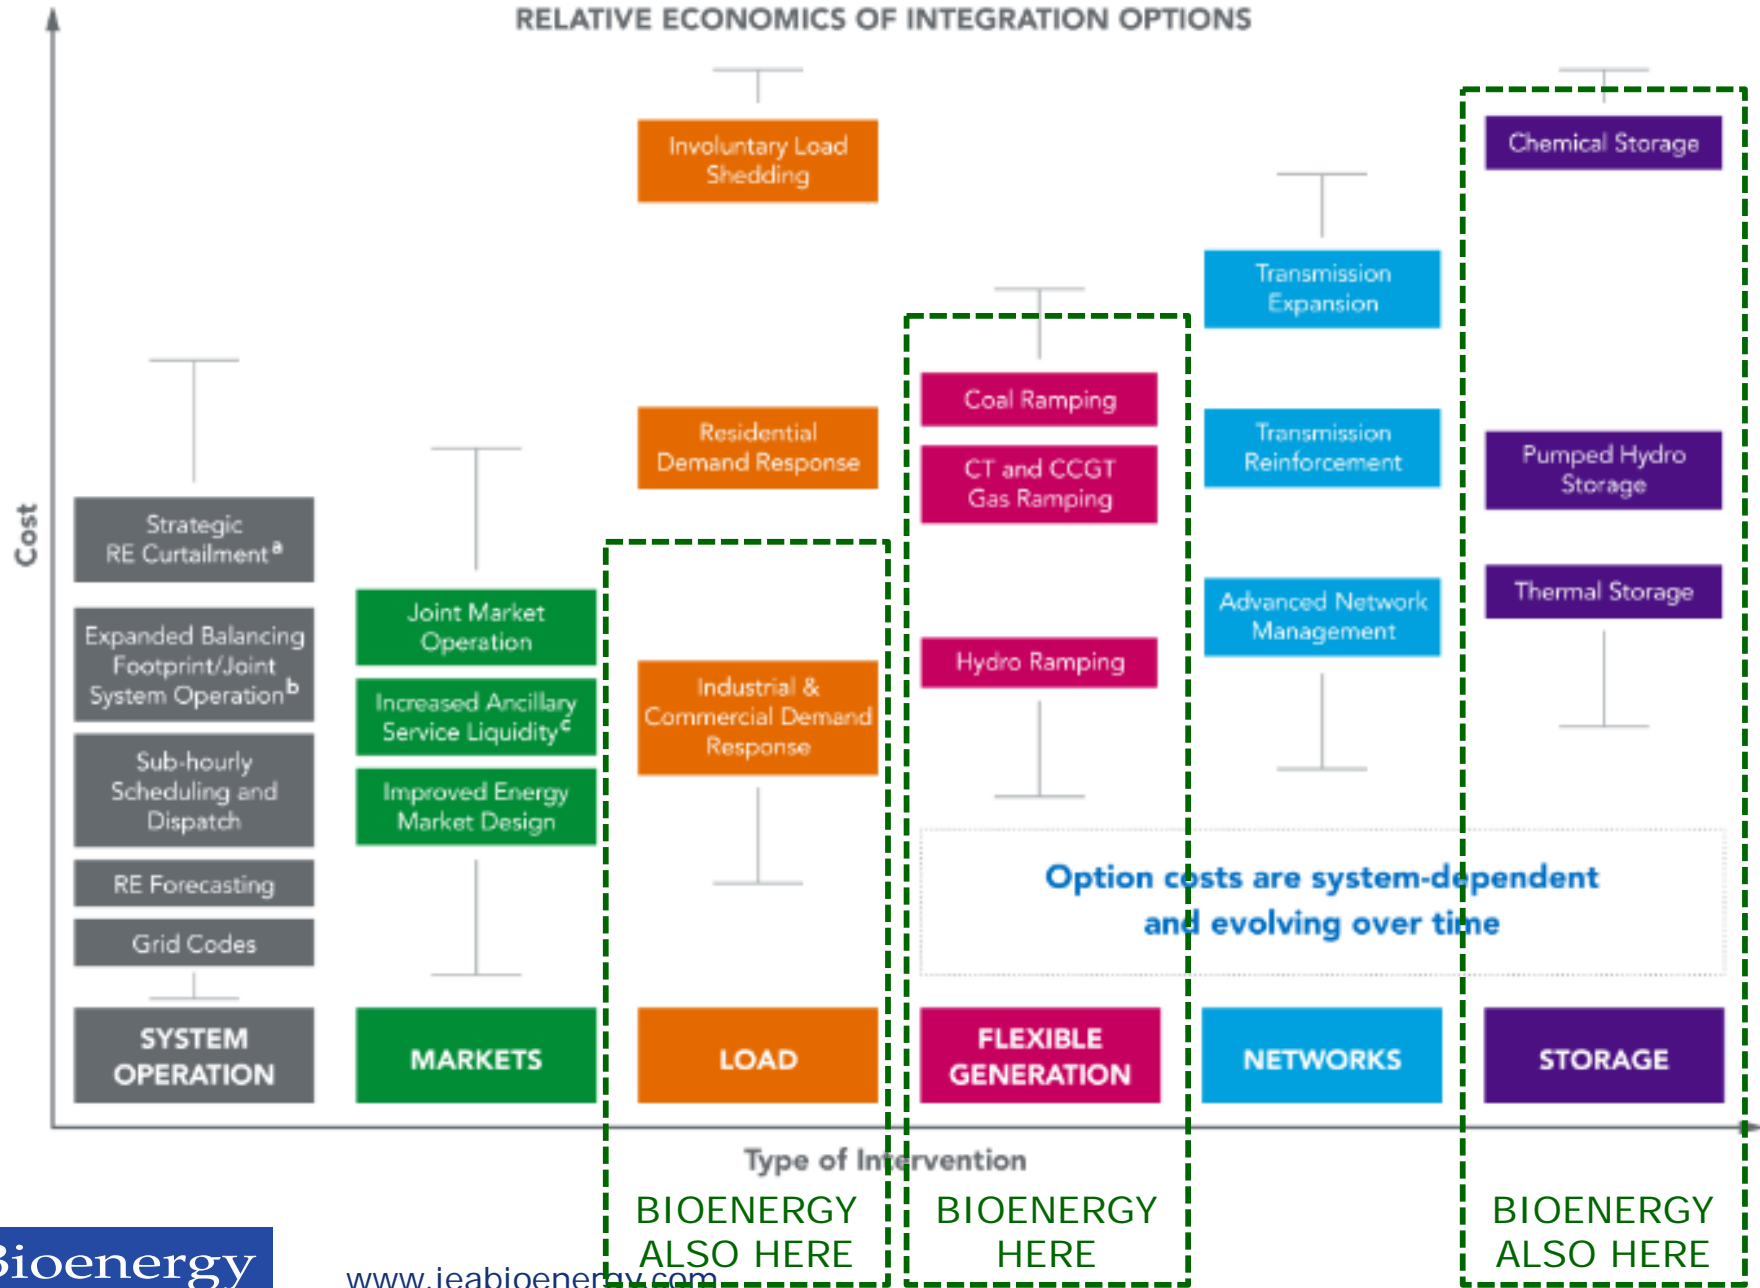 RELATIVE ECONOMICS OF INTEGRATION OPTIONS
Cost
Strategic
RE Curtailment a
Expanded Balancing
Footprint/Joint
System Operation b
Sub-hourly
Scheduling and
Dispatch
RE Forecasting
Grid Codes
SYSTEM
OPERATION
Joint Market
Operation
Increased Ancillary
Service Liquidity c
Improved Energy
Market Design
MARKETS
Involuntary Load
Shedding
Residential
Demand Response
Industrial &
Commercial Demand
Response
LOAD
Coal Ramping
CT and CCGT
Gas Ramping
Hydro Ramping
FLEXIBLE
GENERATION
Transmission
Expansion
Transmission
Reinforcement
Advanced Network
Management
NETWORKS
Chemical Storage
Pumped Hydro
Storage
Thermal Storage
STORAGE
Option costs are system-dependent
and evolving over time
Type of Intervention
BIOENERGY
ALSO HERE
BIOENERGY
HERE
BIOENERGY
ALSO HERE
Bioenergy
www.ieabioenergy.com